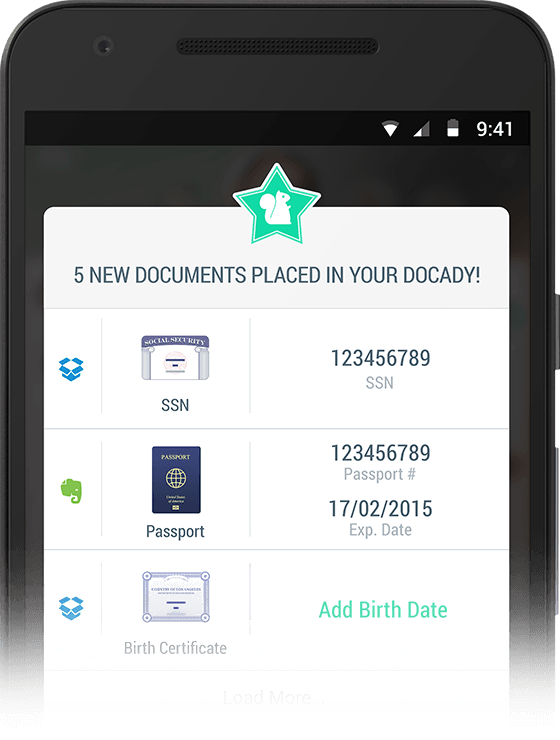 9:41
5 NEW DOCUMENTS PLACED IN YOUR DOCADY!
SOCIAL SECURITY
SSN
123456789
SSN
PASSPORT
United States
of America
Passport
123456789
Passport #
17/02/2015
Exp. Date
COUNTY OF LOS ANGELES
Birth Certificate
Add Birth Date
Load More